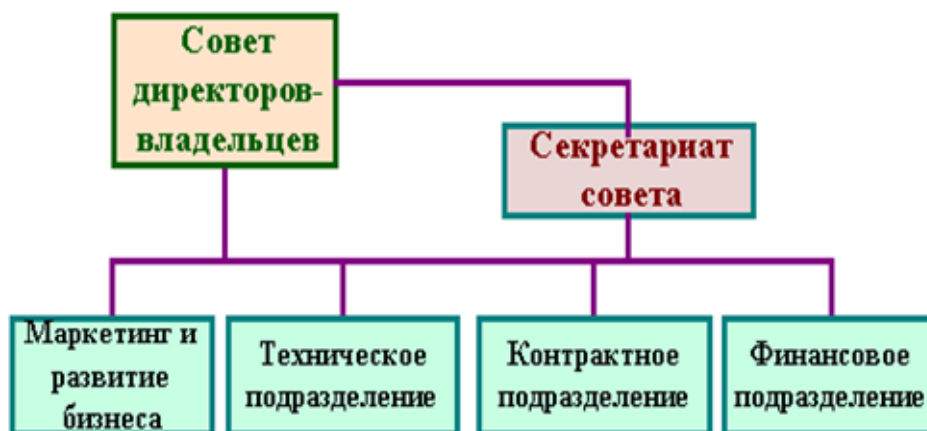 Совет
директоров-
владельцев
Секретариат
совета
Маркетинг и
развитие
бизнеса
Техническое
подразделение
Контрактное
подразделение
Финансовое
подразделение